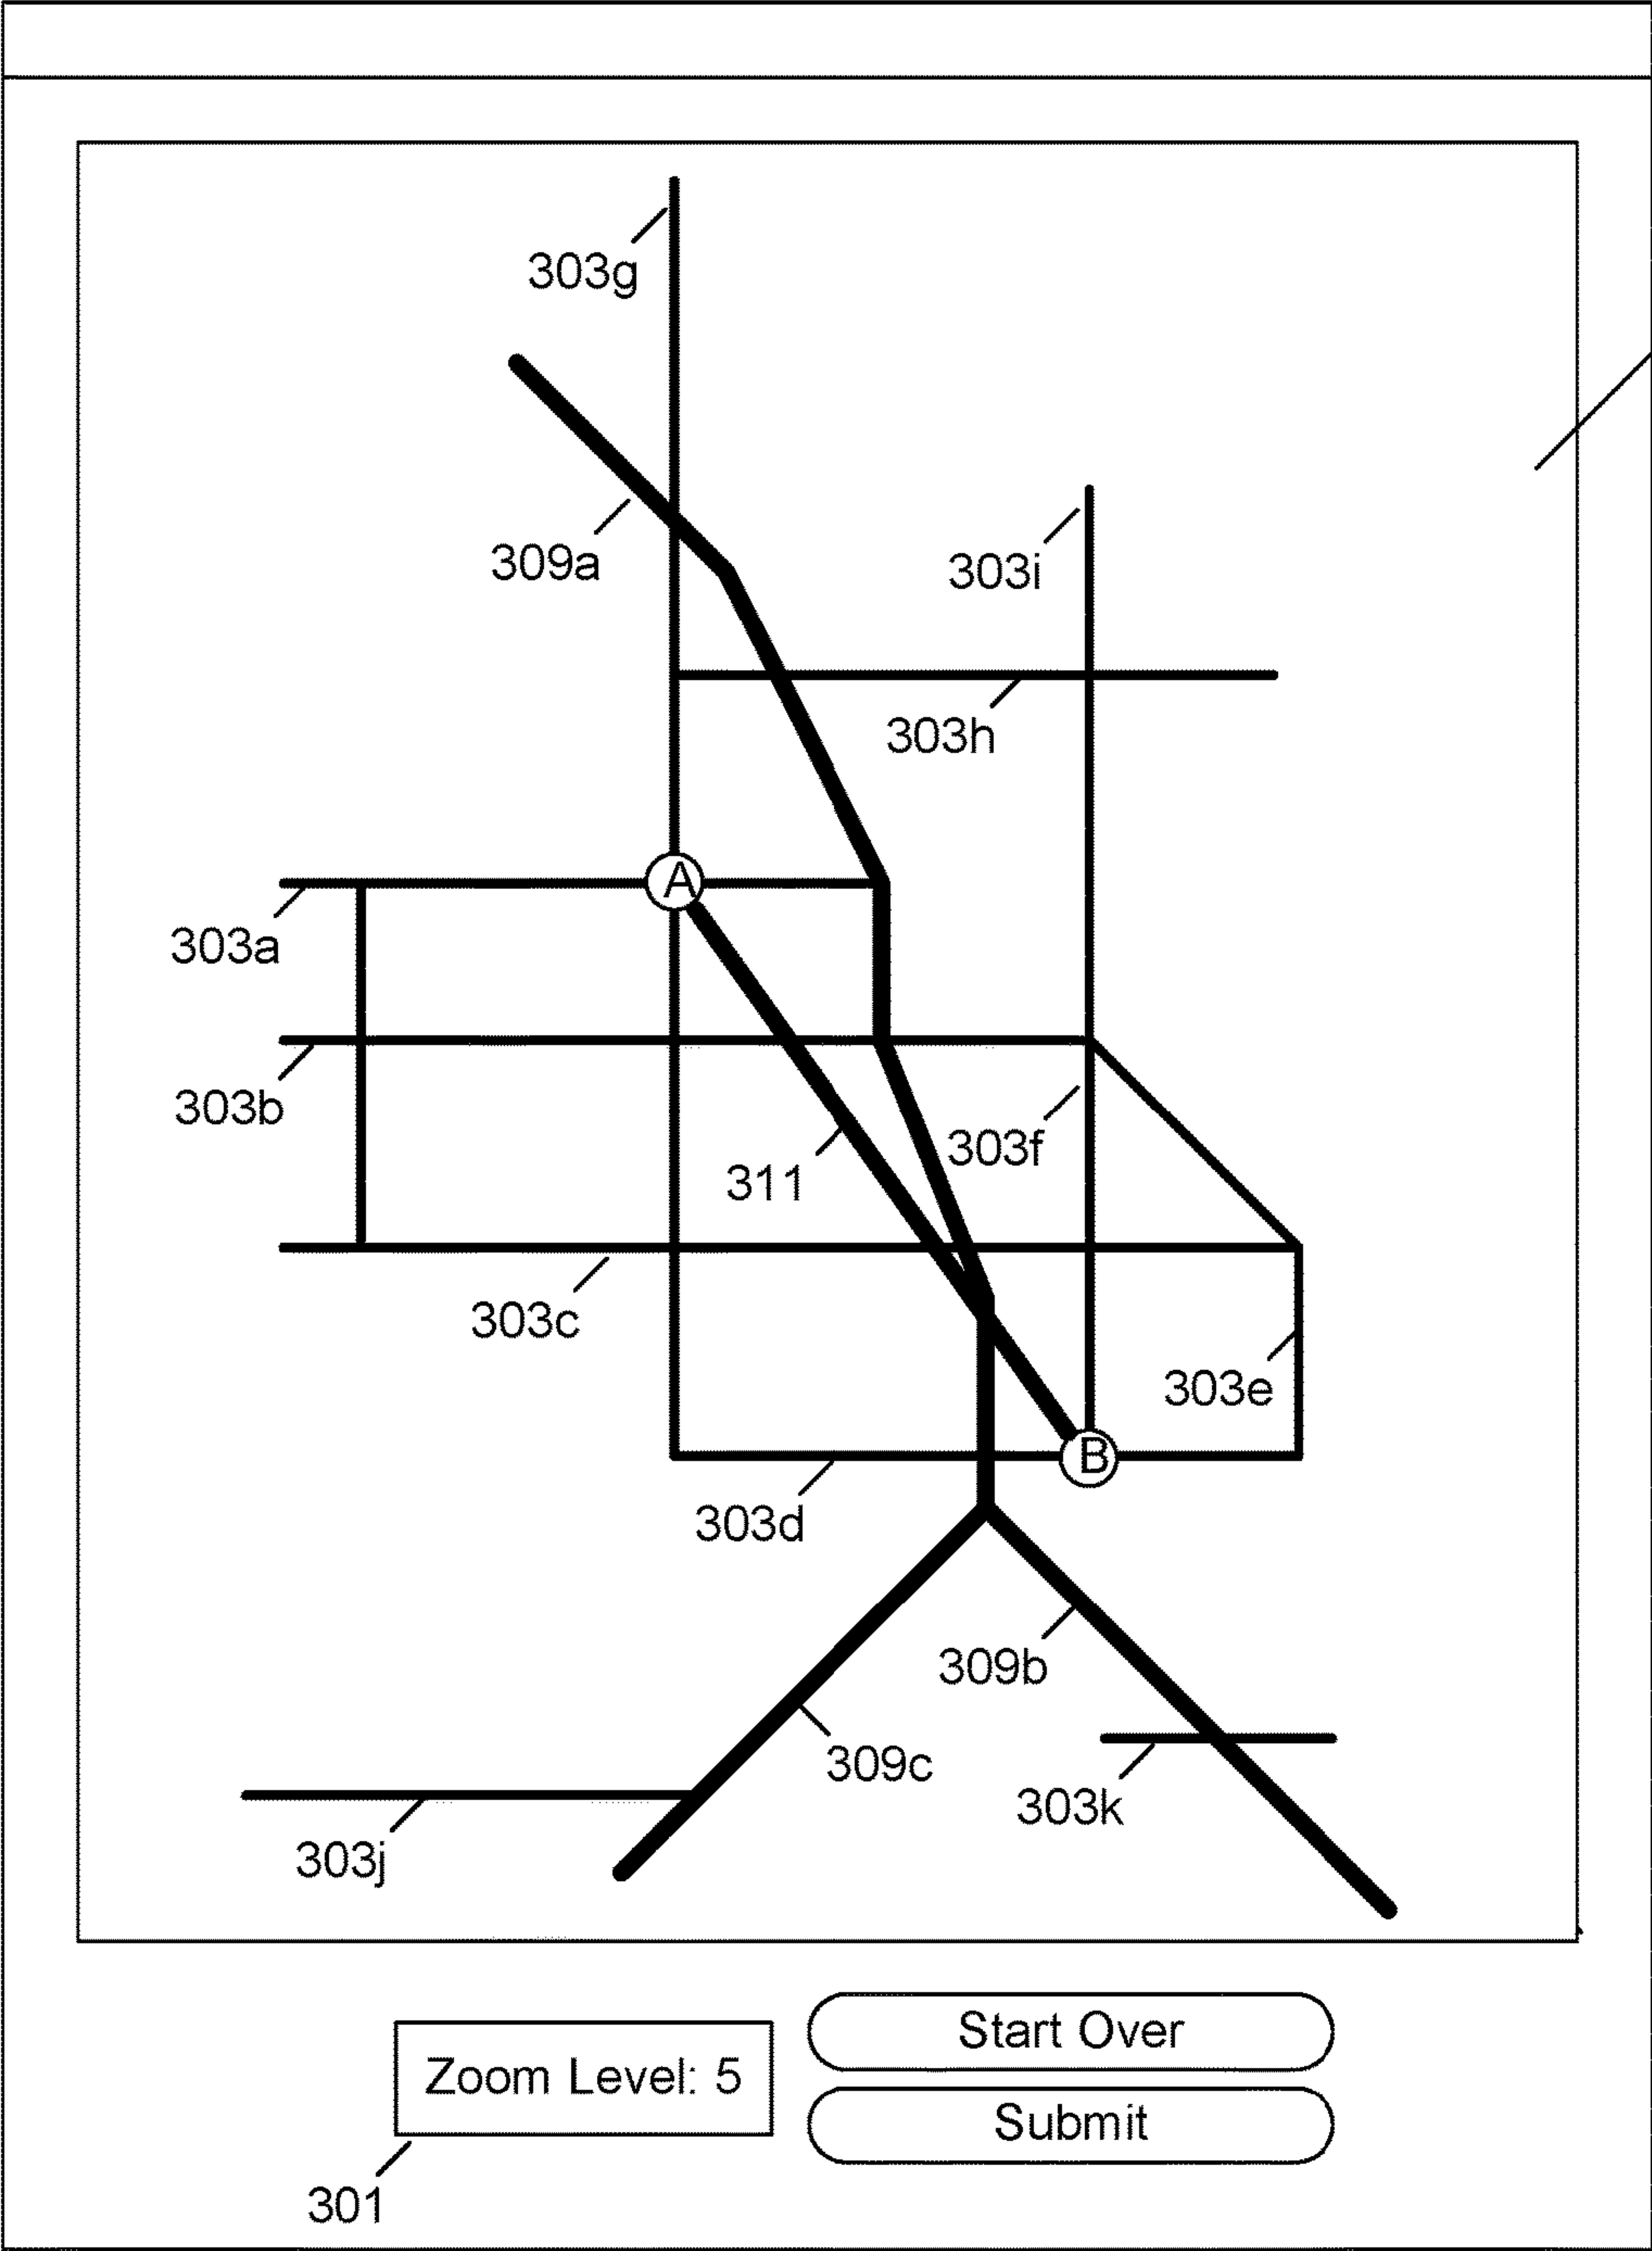 303g
309a
303i
303h
A
303a
303b
303f
311
303c
303e
B
303d
309b
309c
303k
303j
Start Over
Zoom Level: 5
Submit
301